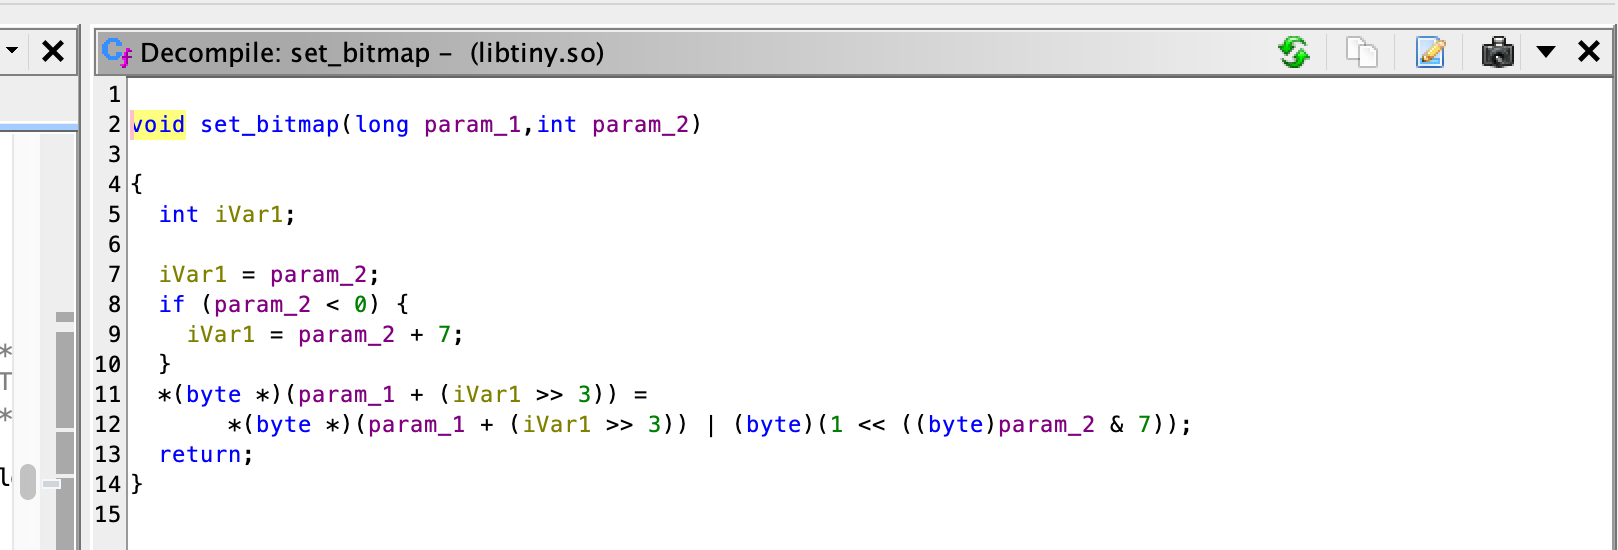 Decompile: set_bitmap – (libtiny.so)
1
2 void set_bitmap(long param_1,int param_2)
3
4 {
5 int iVar1;
6
7 iVar1 = param_2;
8 if (param_2 < 0) {
9 iVar1 = param_2 + 7;
10 }
11 *(byte *)(param_1 + (iVar1 >> 3)) =
12 *(byte *)(param_1 + (iVar1 >> 3)) | (byte)(1 << ((byte)param_2 & 7));
13 return;
14 }
15
*
T
*